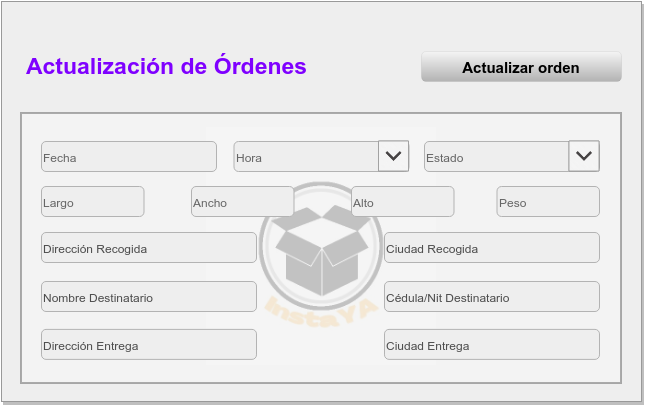 Actualización de Órdenes
Actualizar orden
Fecha
Hora
Estado
Largo
Ancho
Alto
Peso
Dirección Recogida
Ciudad Recogida
Nombre Destinatario
Cédula/Nit Destinatario
InstaYA
Dirección Entrega
Ciudad Entrega